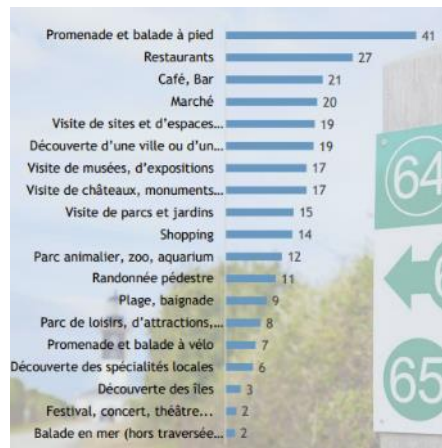 Promenade et balade à pied 41
Restaurants 27
Café, Bar 21
Marché 20
Visite de sites et d'espaces... 19
Découverte d'une ville ou d'un... 19
Visite de musées, d'expositions 17
Visite de châteaux, monuments... 17
Visite de parcs et jardins 15
Shopping 14
Parc animalier, zoo, aquarium 12
Randonnée pédestre 11
Plage, baignade 9
Parc de loisirs, d'attractions,... 8
Promenade et balade à vélo 7
Découverte des spécialités locales 6
Découverte des îles 3
Festival, concert, théâtre... 2
Balade en mer (hors traversée... 2
64
65